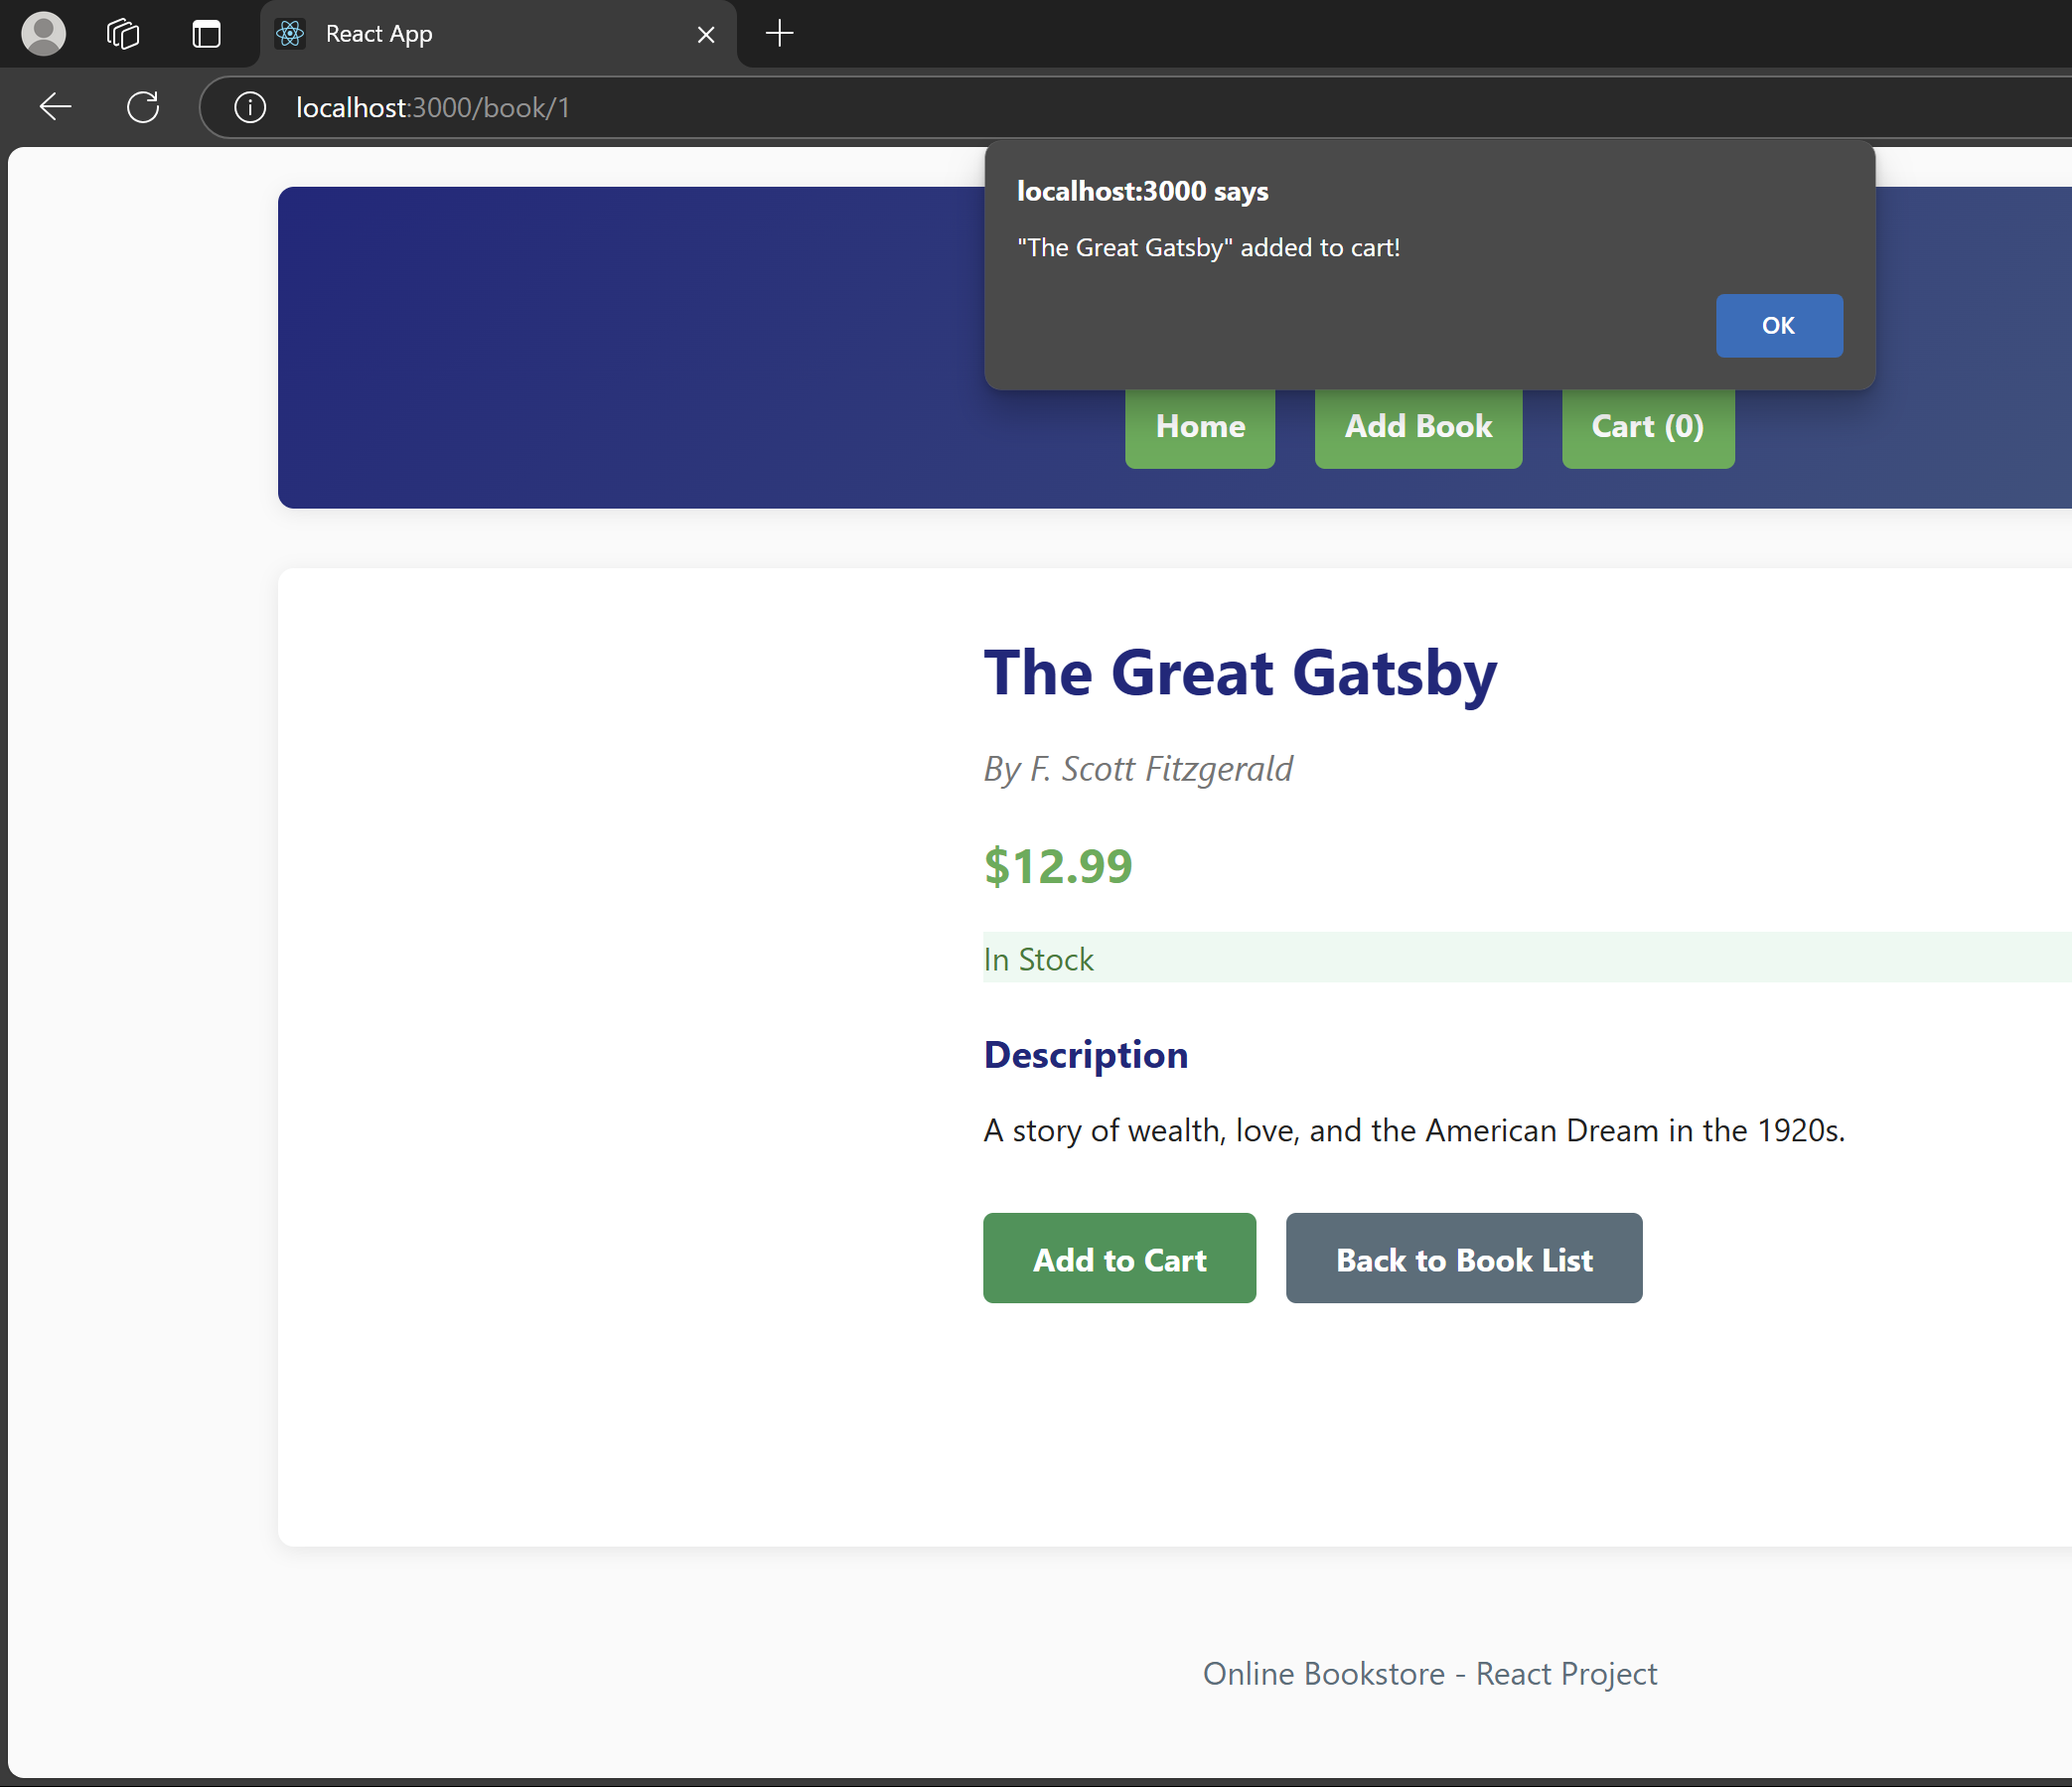 React App
localhost:3000/book/1
localhost:3000 says
"The Great Gatsby" added to cart!
OK
Home Add Book Cart (0)
The Great Gatsby
By F. Scott Fitzgerald
$12.99
In Stock
Description
A story of wealth, love, and the American Dream in the 1920s.
Add to Cart Back to Book List
Online Bookstore - React Project